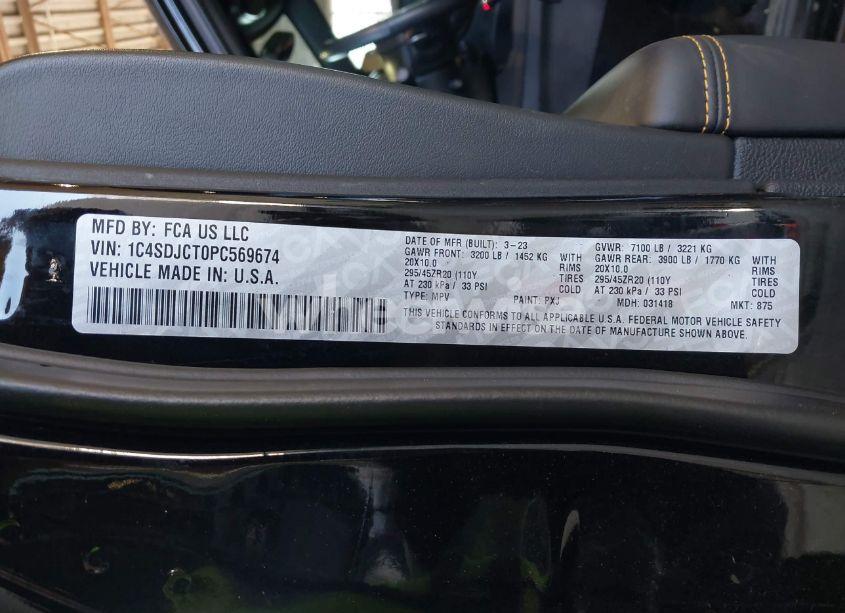 MFD BY: FCA US LLC
VIN: 1C4SDJCT0PC569674
VEHICLE MADE IN: U.S.A.
DATE OF MFR (BUILT): 3-23 GVWR: 7100 LB / 3221 KG
GAWR FRONT: 3200 LB / 1452 KG WITH GAWR REAR: 3900 LB / 1770 KG WITH
20X10.0 RIMS 20X10.0 RIMS
295/45ZR20 (110Y TIRES 295/45ZR20 (110Y TIRES
AT 230 kPa / 33 PSI COLD AT 230 kPa / 33 PSI COLD
TYPE: MPV PAINT: PXJ MDH: 031418 MKT: 875
THIS VEHICLE CONFORMS TO ALL APPLICABLE U.S.A. FEDERAL MOTOR VEHICLE SAFETY
STANDARDS IN EFFECT ON THE DATE OF MANUFACTURE SHOWN ABOVE.